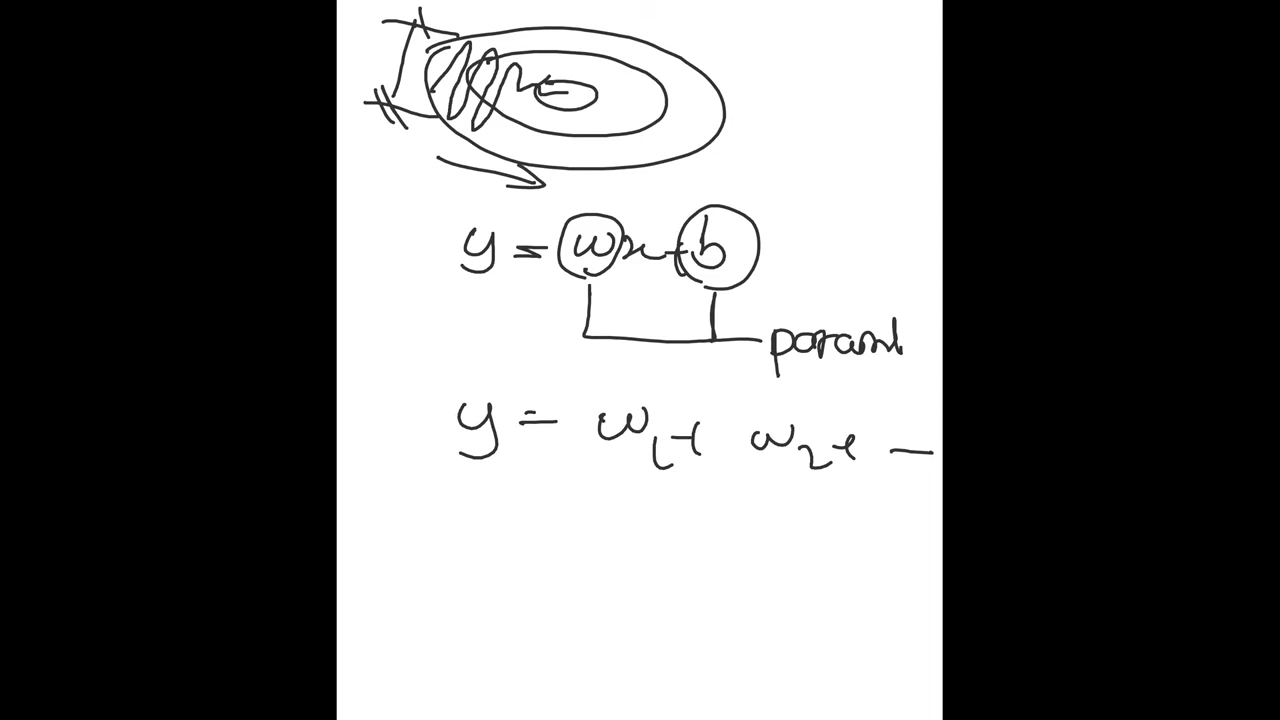 y = wx + b
param
y = w₁ + w₂ + —